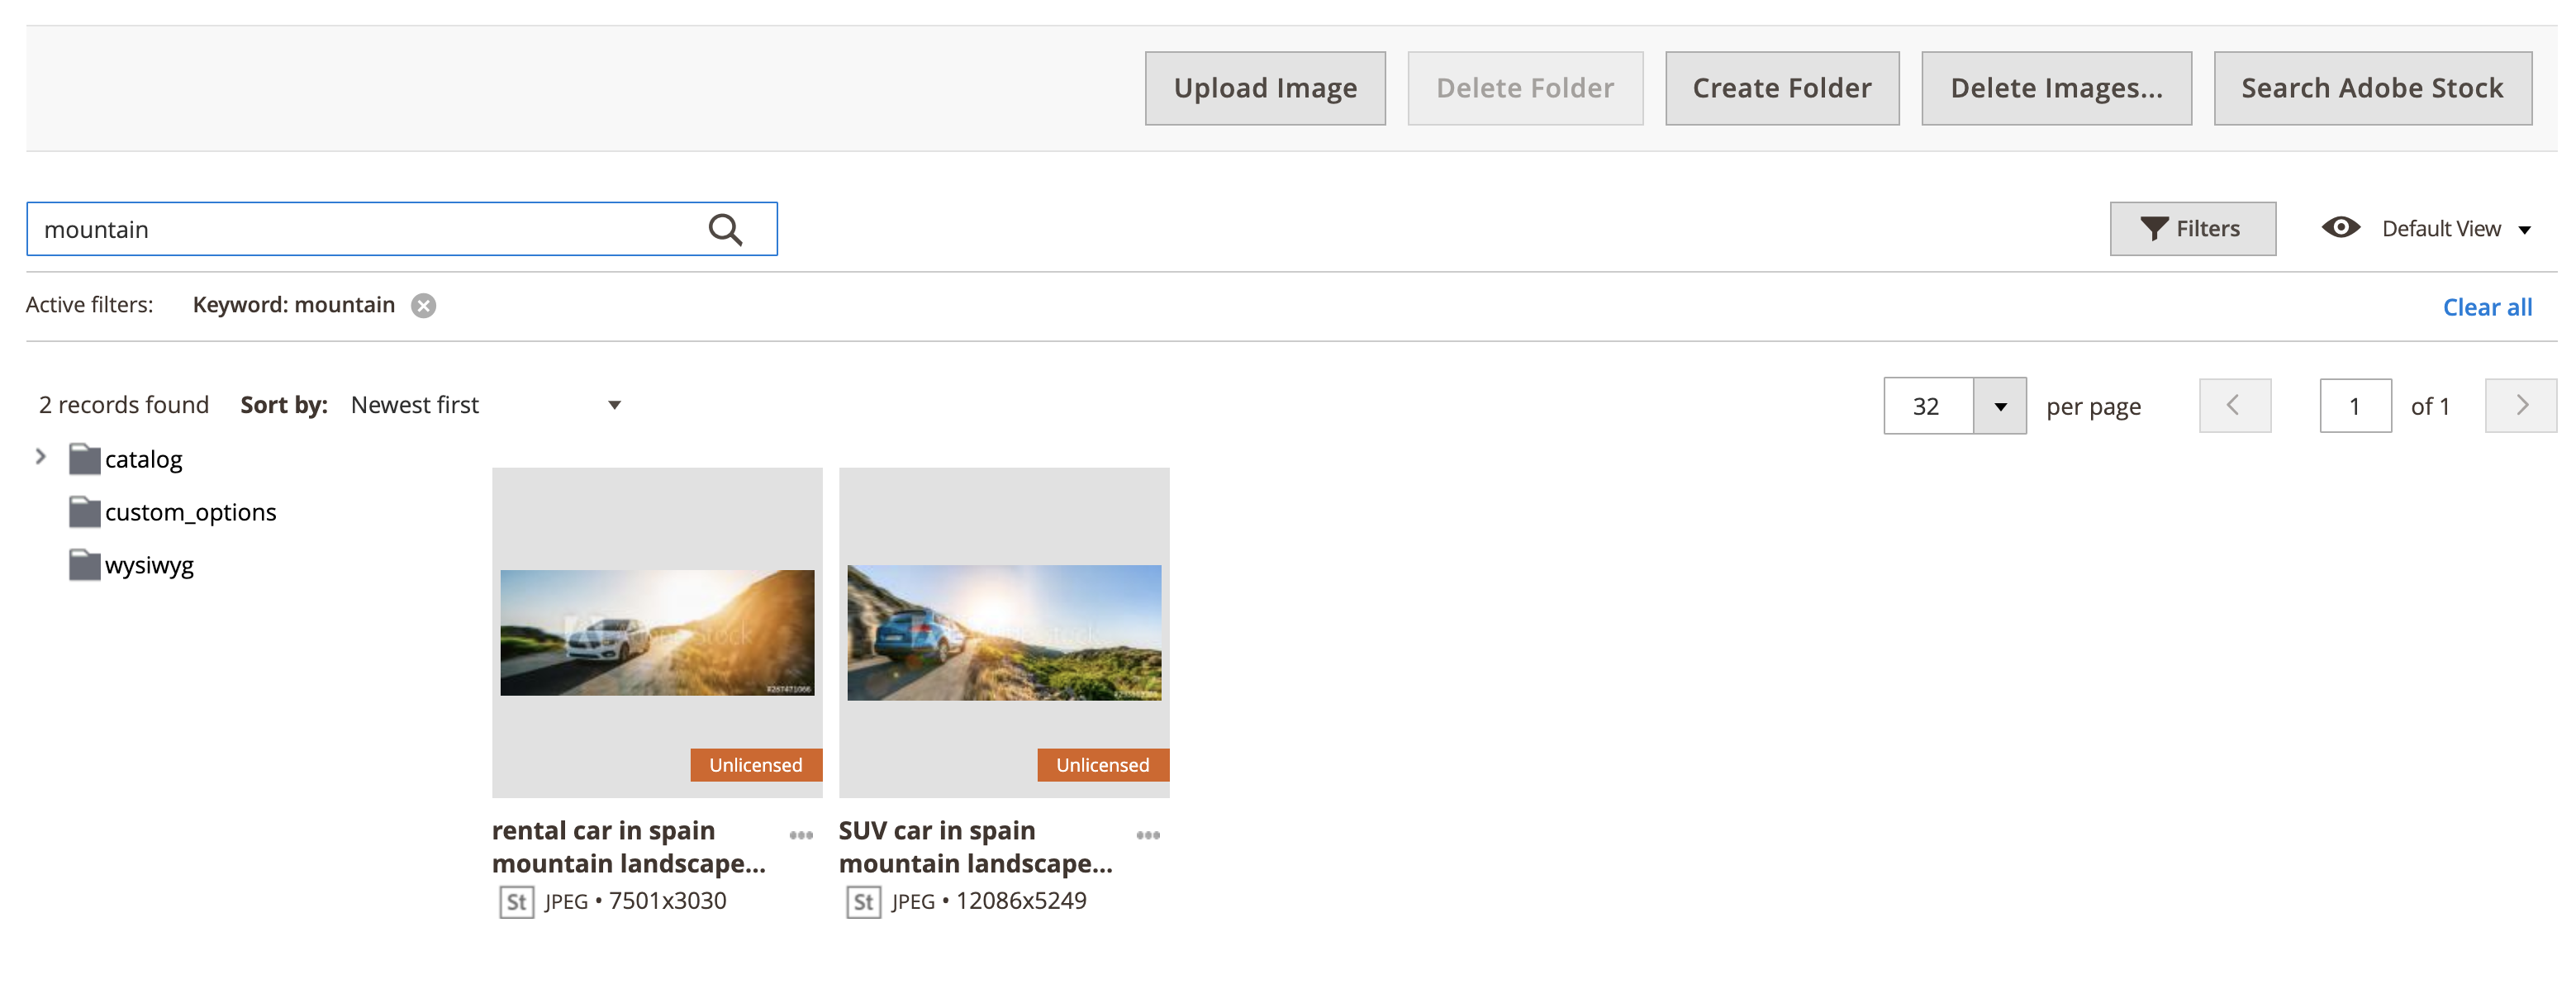 Upload Image
Delete Folder
Create Folder
Delete Images...
Search Adobe Stock
mountain
Filters
Default View
Active filters:
Keyword: mountain
Clear all
2 records found
Sort by:
Newest first
32
per page
1
of 1
catalog
custom_options
wysiwyg
Unlicensed
Unlicensed
rental car in spain
mountain landscape...
St JPEG • 7501x3030
SUV car in spain
mountain landscape...
St JPEG • 12086x5249